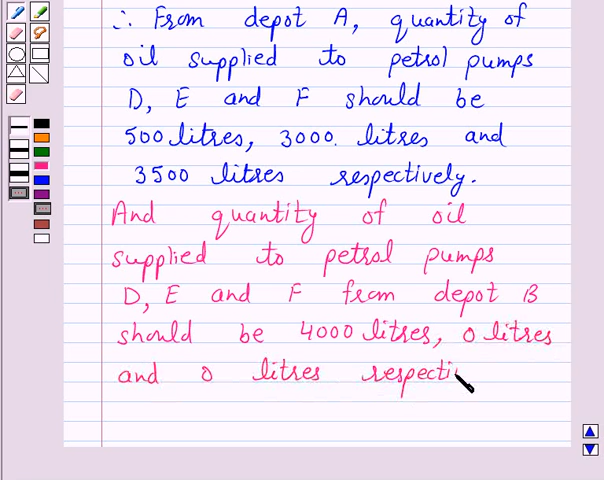 ∴ From depot A, quantity of
oil supplied to petrol pumps
D, E and F should be
500 litres, 3000. litres and
3500 litres respectively.
And quantity of oil
supplied to petrol pumps
D, E and F from depot B
should be 4000 litres, 0 litres
and 0 litres respecti